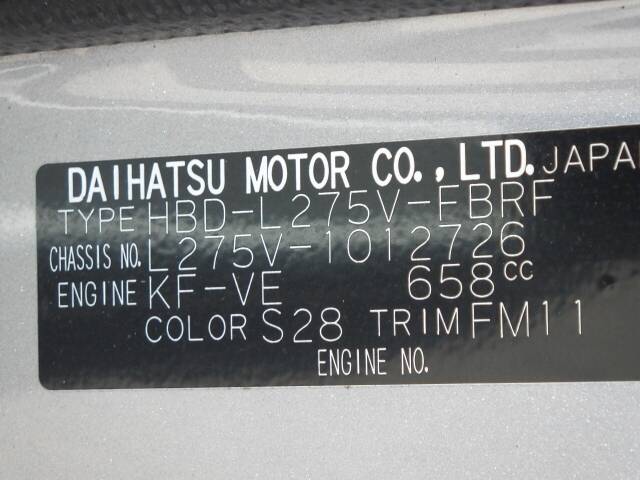 DAIHATSU MOTOR CO., LTD. JAPAN
TYPE HBD-L275V-FBRF
CHASSIS NO. L275V-1012726
ENGINE KF-VE 658cc
COLOR S28 TRIM FM11
ENGINE NO.